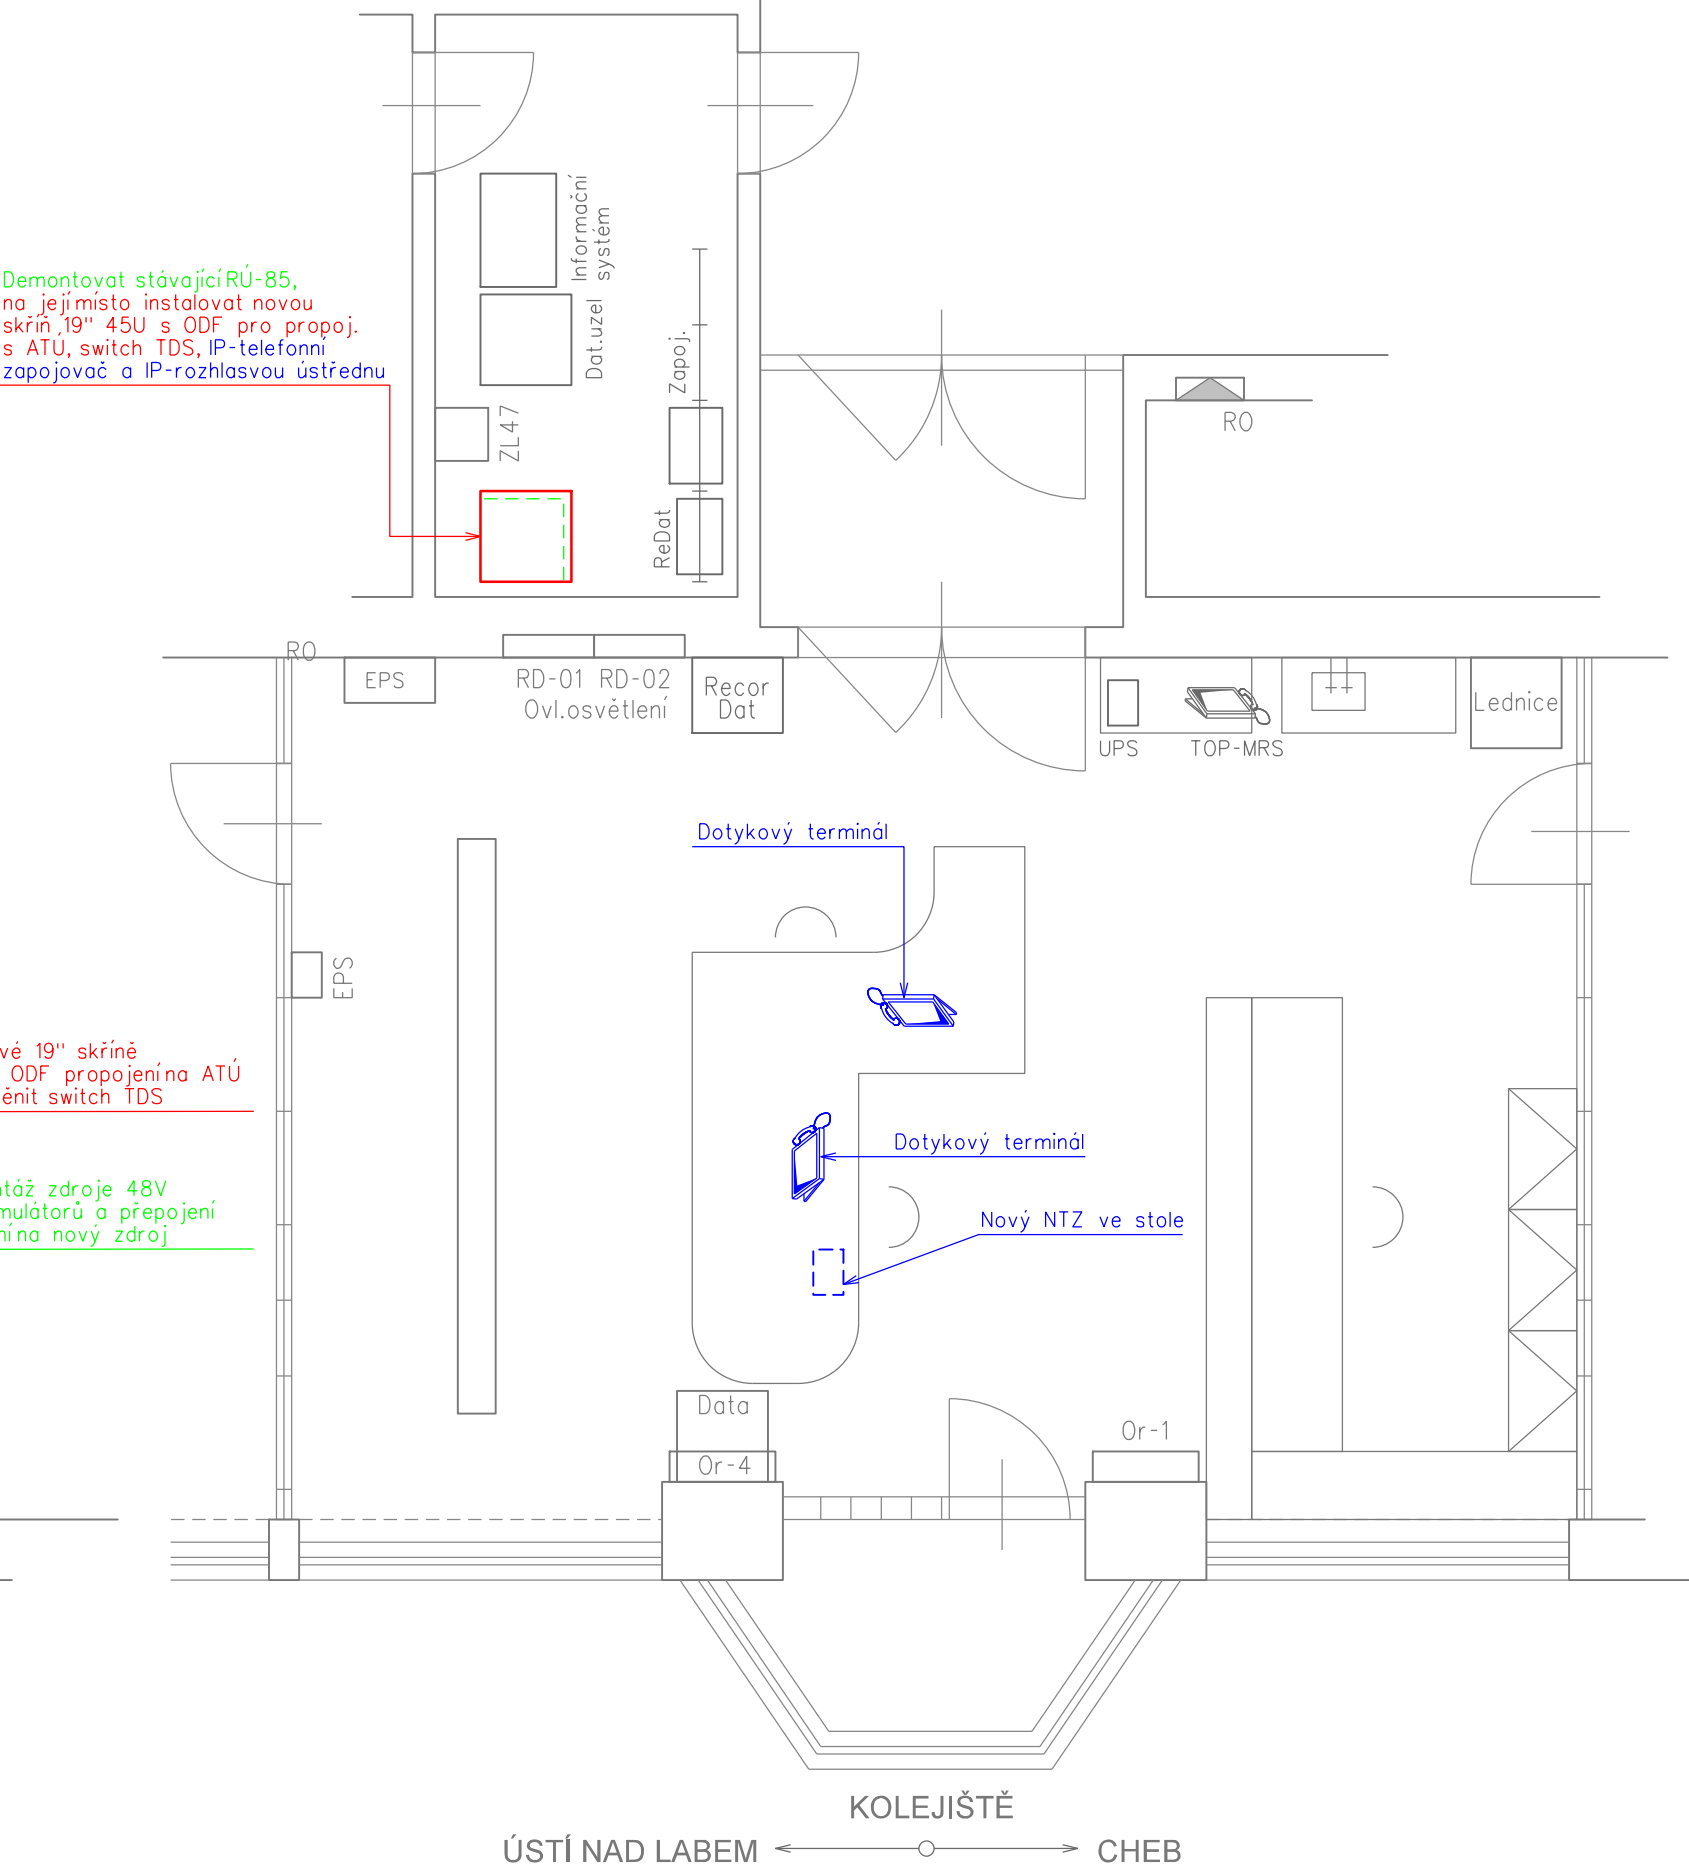 Informační
systém
Demontovat stávající RÚ-85,
na její místo instalovat novou
skříň 19" 45U s ODF pro propoj.
s ATÚ, switch TDS, IP-telefonní
zapojovač a IP-rozhlasvou ústřednu
Dat.uzel
Zapoj.
ZL47
RO
ReDat
RO
EPS
RD-01 RD-02
Ovl.osvětlení
Recor
Dat
UPS
TOP-MRS
Lednice
Dotykový terminál
EPS
vé 19" skříně
ODF propojení na ATÚ
ěnit switch TDS
Dotykový terminál
táž zdroje 48V
mulátorů a přepojení
ní na nový zdroj
Nový NTZ ve stole
Data
Or-4
Or-1
KOLEJIŠTĚ
ÚSTÍ NAD LABEM
CHEB